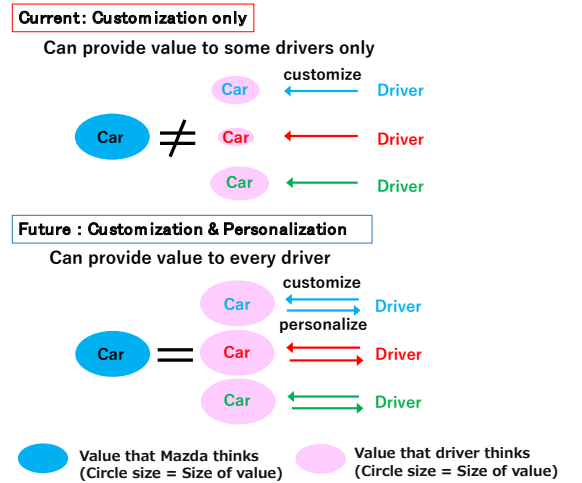 Current: Customization only
Can provide value to some drivers only
customize
Car
Driver
Car
≠
Car
Driver
Car
Driver
Future : Customization & Personalization
Can provide value to every driver
customize
Car
Driver
personalize
Car
=
Car
Driver
Car
Driver
Value that Mazda thinks
(Circle size = Size of value)
Value that driver thinks
(Circle size = Size of value)